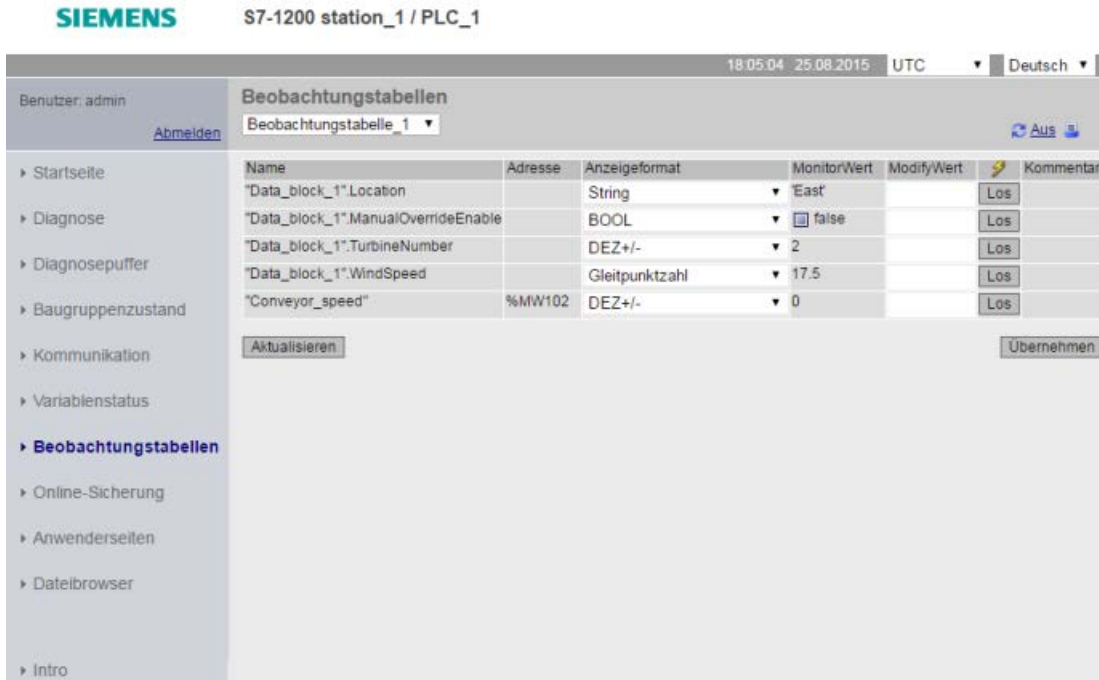 SIEMENS S7-1200 station_1 / PLC_1
18:05:04 25.08.2015 UTC Deutsch
Benutzer: admin
Abmelden
Beobachtungstabellen
Beobachtungstabelle_1
Aus
Startseite
Diagnose
Diagnosepuffer
Baugruppenzustand
Kommunikation
Variablenstatus
Beobachtungstabellen
Online-Sicherung
Anwenderseiten
Dateibrowser
Intro
Name Adresse Anzeigeformat MonitorWert ModifyWert Kommentar
"Data_block_1".Location String 'East' Los
"Data_block_1".ManualOverrideEnable BOOL false Los
"Data_block_1".TurbineNumber DEZ+/- 2 Los
"Data_block_1".WindSpeed Gleitpunktzahl 17.5 Los
"Conveyor_speed" %MW102 DEZ+/- 0 Los
Aktualisieren Übernehmen